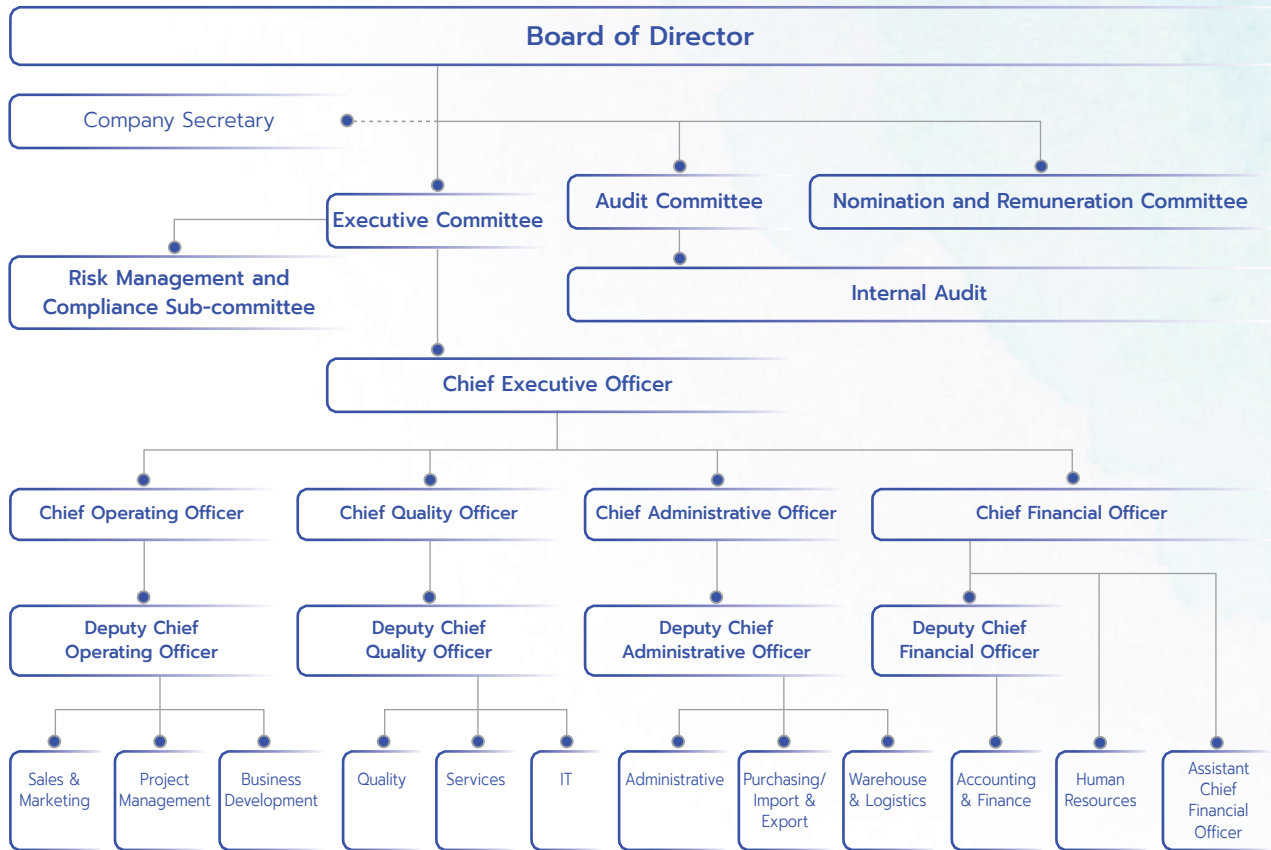 Board of Director
Company Secretary
Executive Committee
Audit Committee
Nomination and Remuneration Committee
Risk Management and
Compliance Sub-committee
Internal Audit
Chief Executive Officer
Chief Operating Officer
Chief Quality Officer
Chief Administrative Officer
Chief Financial Officer
Deputy Chief
Operating Officer
Deputy Chief
Quality Officer
Deputy Chief
Administrative Officer
Deputy Chief
Financial Officer
Sales &
Marketing
Project
Management
Business
Development
Quality
Services
IT
Administrative
Purchasing/
Import &
Export
Warehouse
& Logistics
Accounting
& Finance
Human
Resources
Assistant
Chief
Financial
Officer